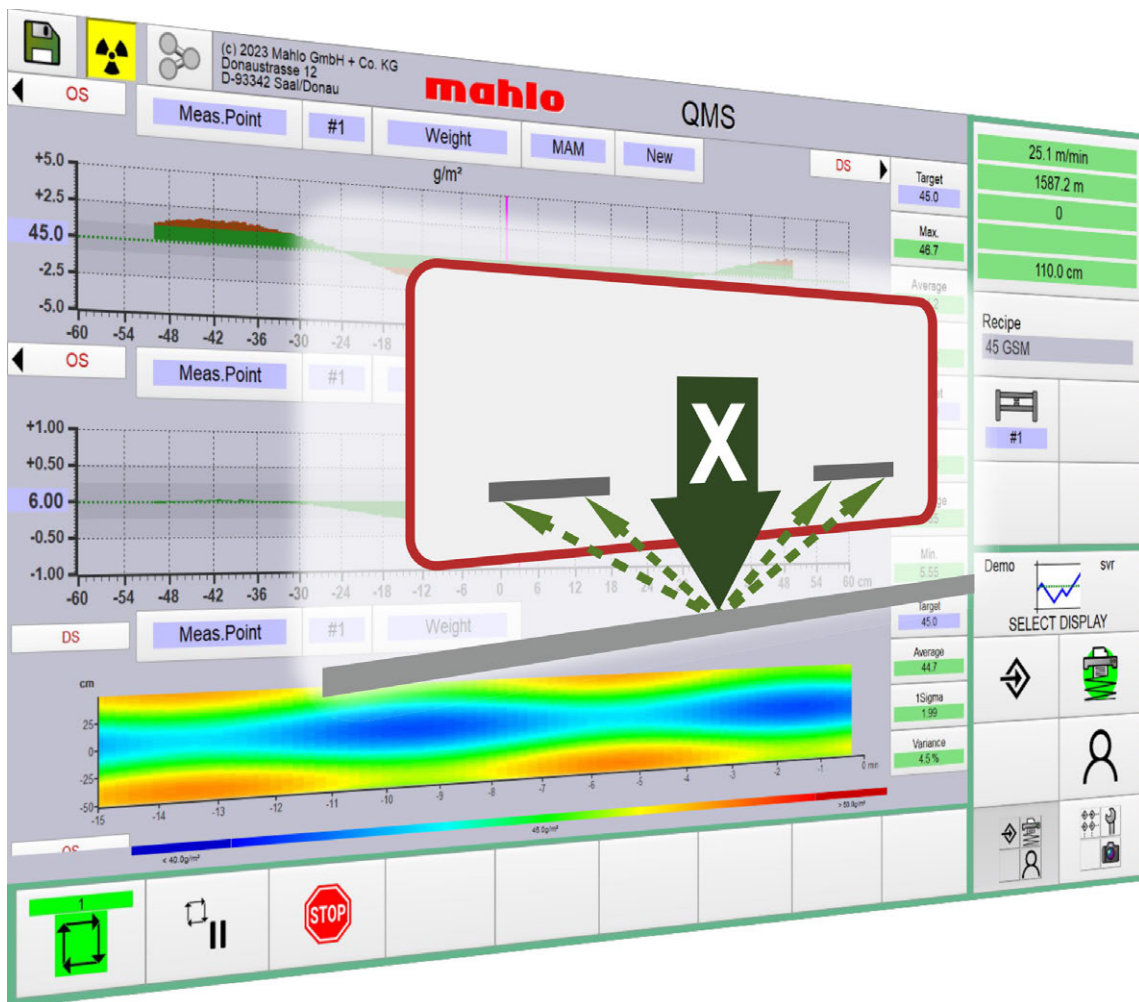 (c) 2023 Mahlo GmbH + Co. KG
Donaustrasse 12
D-93342 Saal/Donau
mahlo
QMS
OS
Meas.Point
#1
Weight
MAM
New
DS
g/m²
+5.0
+2.5
45.0
-2.5
-5.0
-60 -54 -48 -42 -36 -30 -24 -18
Target
45.0
Max.
46.7
Average
25.1 m/min
1587.2 m
0
110.0 cm
Recipe
45 GSM
#1
OS
Meas.Point
#1
+1.00
+0.50
6.00
-0.50
-1.00
-60 -54 -48 -42 -36 -30 -24 -18 -12 -6 0 6 12 18 24 30 36 42 48 54 60 cm
X
Min.
5.55
DS
Meas.Point
#1
Weight
Target
45.0
Average
44.7
1Sigma
1.99
Variance
4.5 %
cm
25
0
-25
-50
-15 -14 -13 -12 -11 -10 -9 -8 -7 -6 -5 -4 -3 -2 -1 0 min
< 40.0g/m²
45.0g/m²
> 50.0g/m²
OS
Demo
svr
SELECT DISPLAY
1
STOP